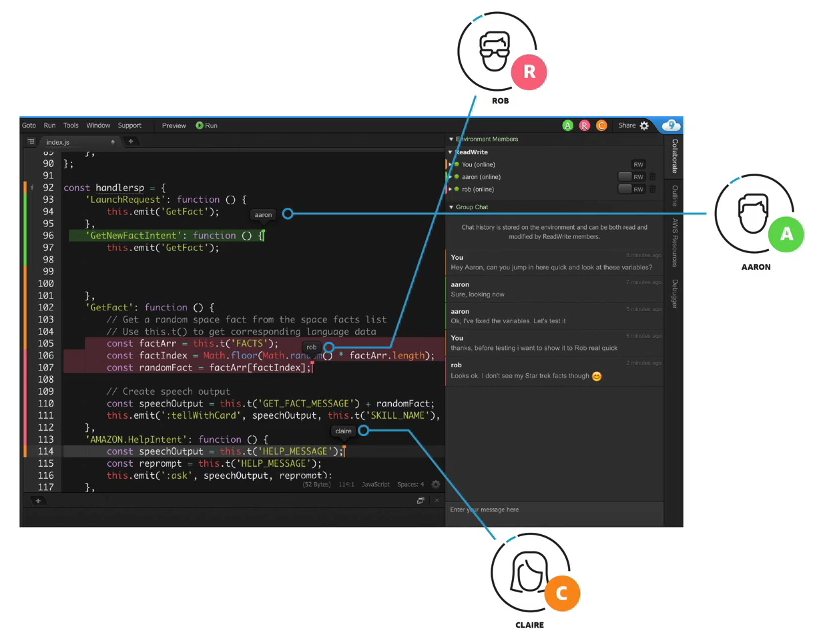 R
ROB
Goto Run Tools Window Support Preview Run
A R C Share 9
index.js
+
89 },
90 };
91
92 const handlersp = {
93 'LaunchRequest': function () {
94 this.emit('GetFact');
95 },
96 'GetNewFactIntent': function () {
97 this.emit('GetFact');
98
99
100
101 },
102 'GetFact': function () {
103 // Get a random space fact from the space facts list
104 // Use this.t() to get corresponding language data
105 const factArr = this.t('FACTS');
106 const factIndex = Math.floor(Math.random() * factArr.length);
107 const randomFact = factArr[factIndex];
108
109 // Create speech output
110 const speechOutput = this.t('GET_FACT_MESSAGE') + randomFact;
111 this.emit(':tellWithCard', speechOutput, this.t('SKILL_NAME'),
112 },
113 'AMAZON.HelpIntent': function () {
114 const speechOutput = this.t('HELP_MESSAGE');
115 const reprompt = this.t('HELP_MESSAGE');
116 this.emit(':ask', speechOutput, reprompt);
117 },
aaron
rob
claire
(32 Bytes) 114:1 JavaScript Spaces: 4
+
Environment Members
ReadWrite
You (online) RW
aaron (online) RW
rob (online) RW
Group Chat
Chat history is stored on the environment and can be both read and
modified by ReadWrite members.
You minutes ago
Hey Aaron, can you jump in here quick and look at these variables?
aaron minutes ago
Sure, looking now
aaron minutes ago
Ok, I've fixed the variables. Let's test it
You minutes ago
thanks, before testing i want to show it to Rob real quick
rob minutes ago
Looks ok. I don't see my Star trek facts though 😊
Enter your message here
Collaborate
Outline
AWS Resources
Debugger
A
AARON
C
CLAIRE